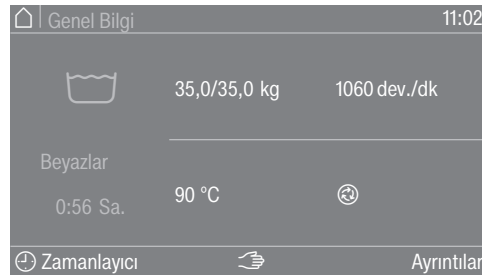 Genel Bilgi 11:02
35,0/35,0 kg 1060 dev./dk
Beyazlar
0:56 Sa.
90 °C
Zamanlayıcı Ayrıntılar